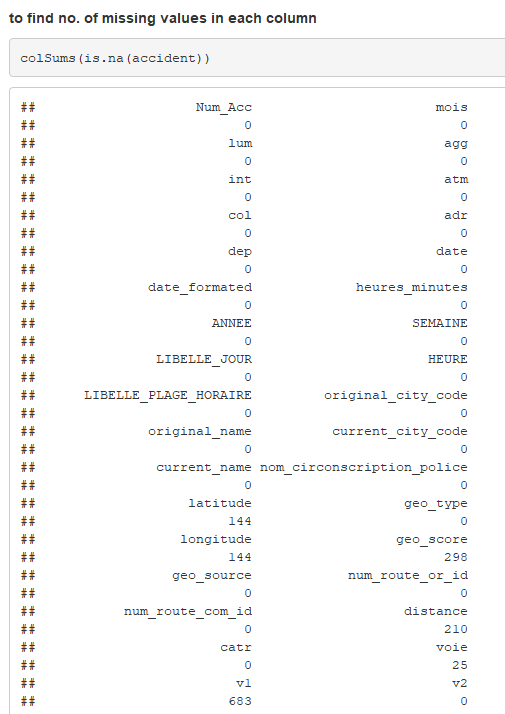 to find no. of missing values in each column
colSums(is.na(accident))
## Num_Acc mois
## 0 0
## lum agg
## 0 0
## int atm
## 0 0
## col adr
## 0 0
## dep date
## 0 0
## date_formated heures_minutes
## 0 0
## ANNEE SEMAINE
## 0 0
## LIBELLE_JOUR HEURE
## 0 0
## LIBELLE_PLAGE_HORAIRE original_city_code
## 0 0
## original_name current_city_code
## 0 0
## current_name nom_circonscription_police
## 0 0
## latitude geo_type
## 144 0
## longitude geo_score
## 144 298
## geo_source num_route_or_id
## 0 0
## num_route_com_id distance
## 0 210
## catr voie
## 0 25
## v1 v2
## 683 0